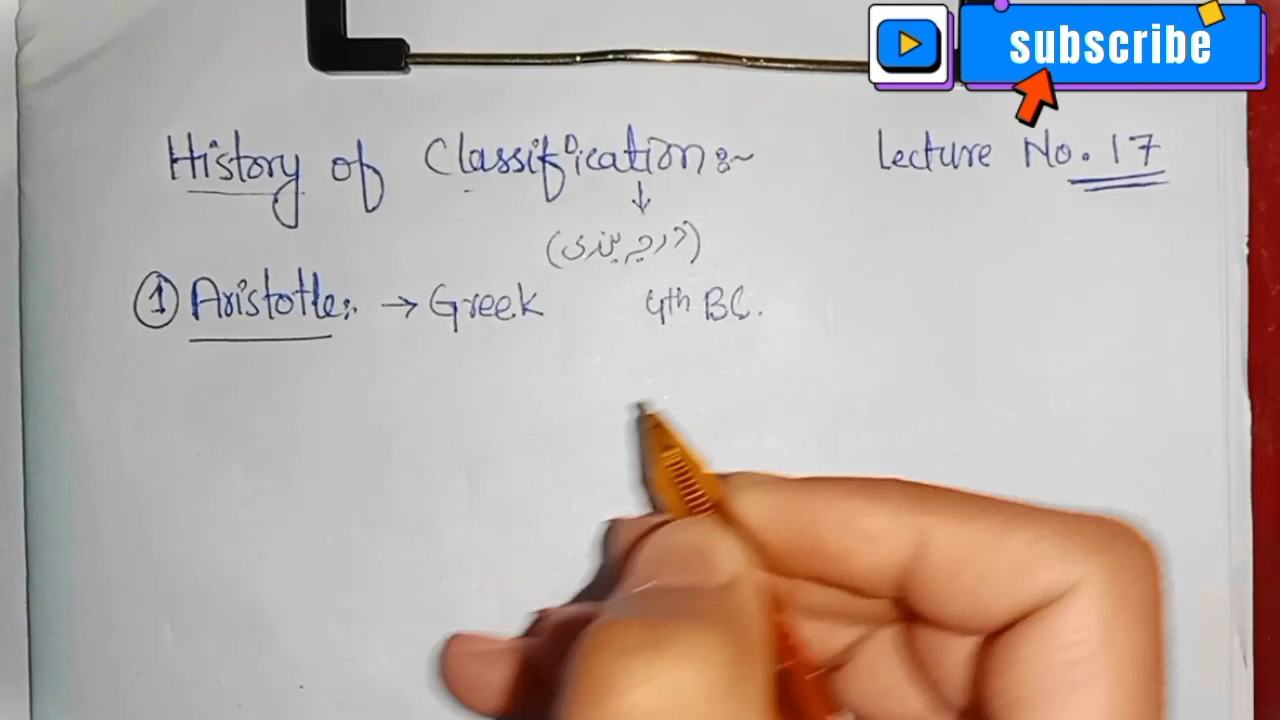 subscribe
History of Classification:~ Lecture No. 17
(درجہ بندی)
① Aristotle:. → Greek 4th BC.